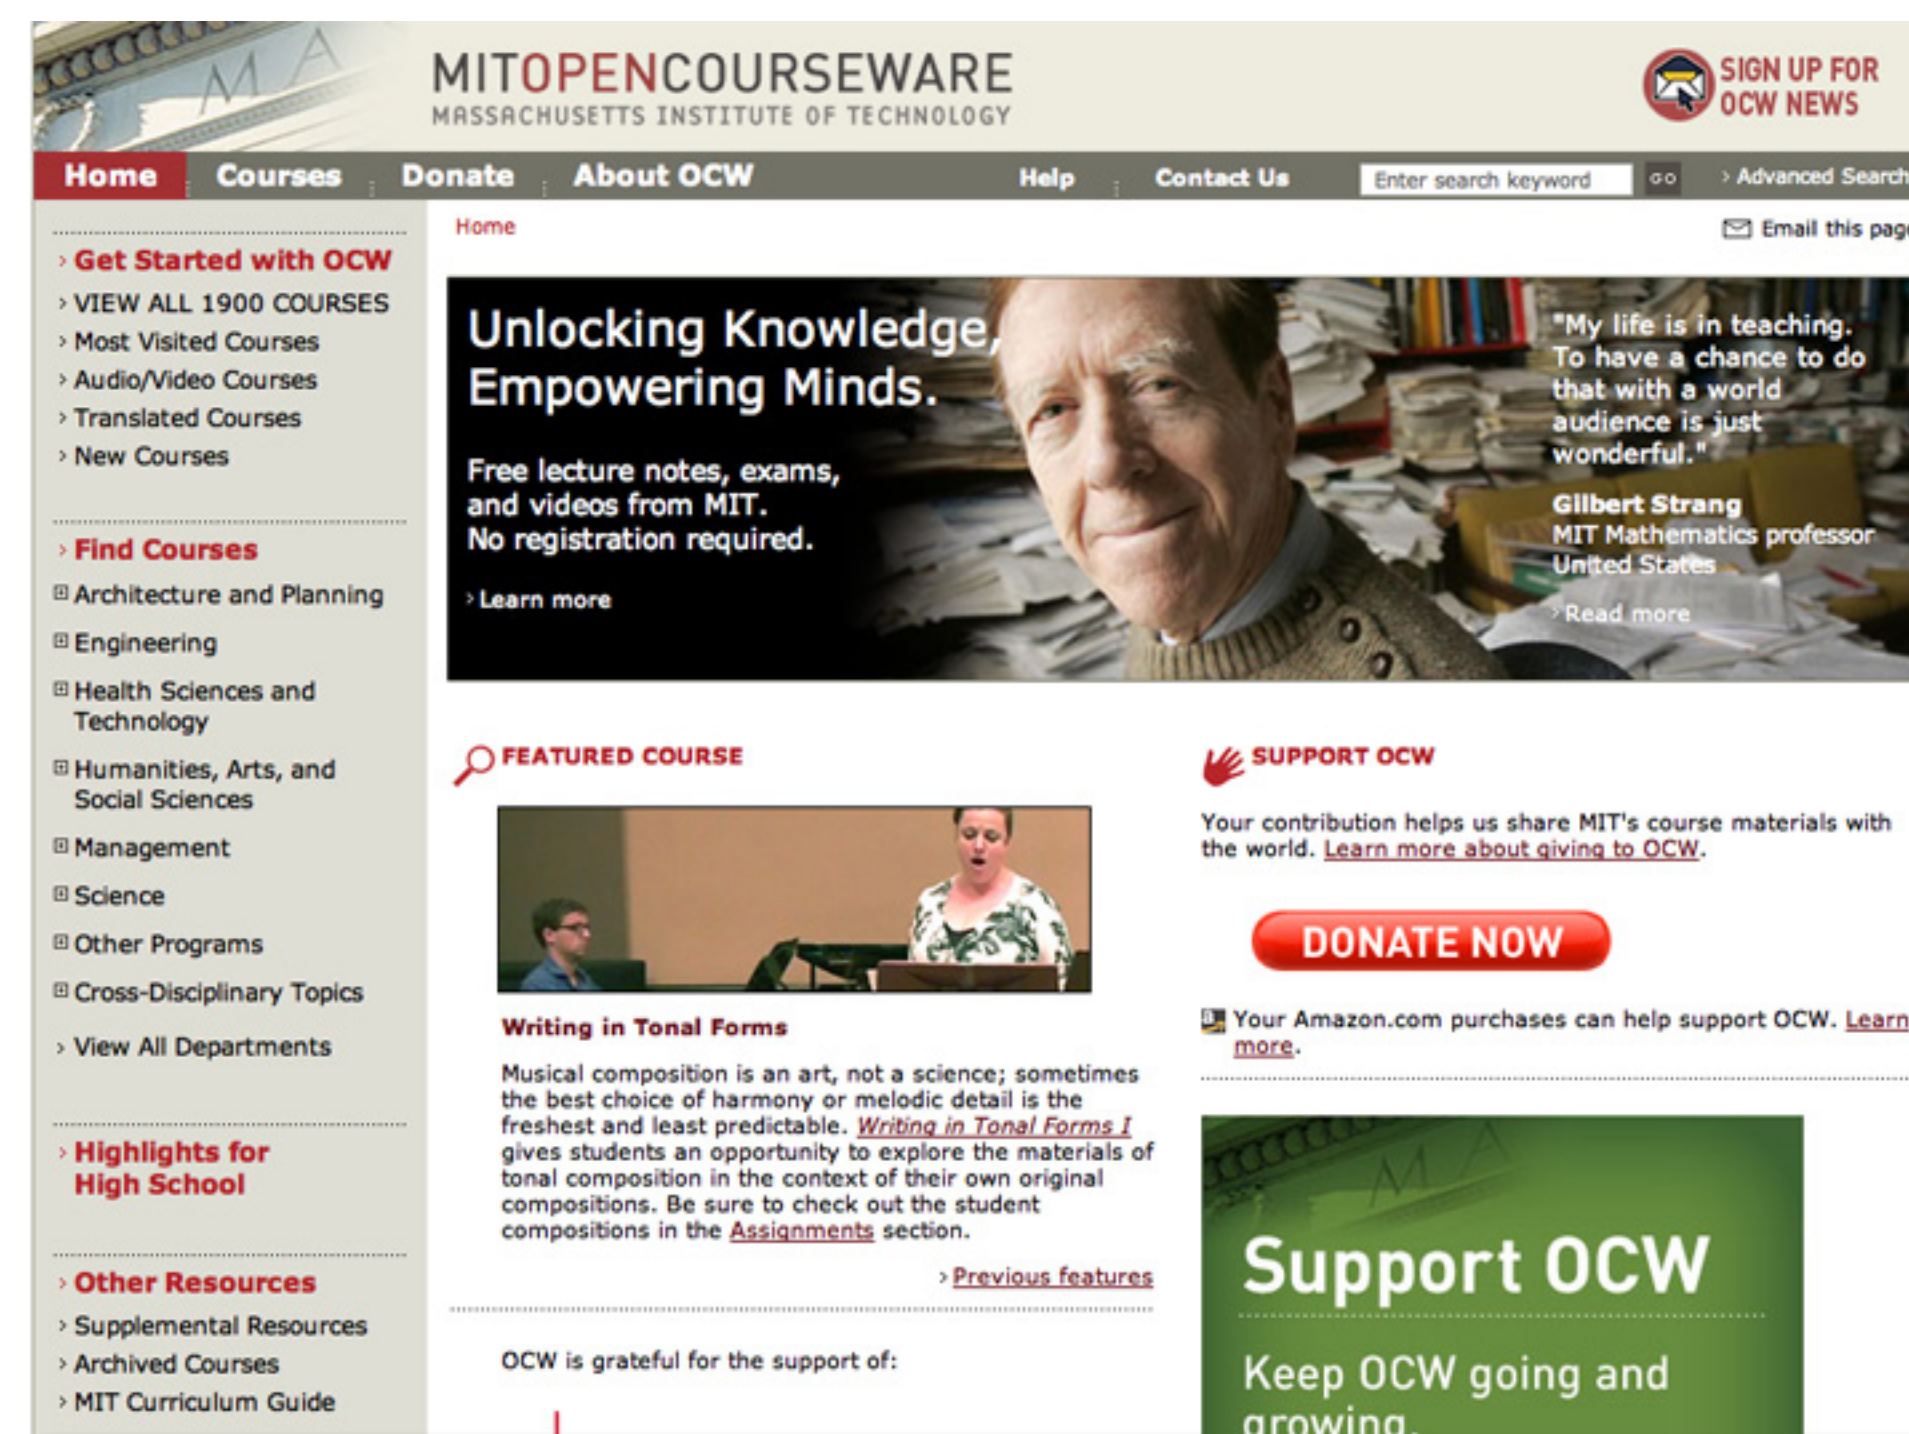 M A
MITOPENCOURSEWARE
MASSACHUSETTS INSTITUTE OF TECHNOLOGY
SIGN UP FOR
OCW NEWS
Home
Courses
Donate
About OCW
Help
Contact Us
Enter search keyword
GO
› Advanced Search
› Get Started with OCW
› VIEW ALL 1900 COURSES
› Most Visited Courses
› Audio/Video Courses
› Translated Courses
› New Courses
› Find Courses
Architecture and Planning
Engineering
Health Sciences and
Technology
Humanities, Arts, and
Social Sciences
Management
Science
Other Programs
Cross-Disciplinary Topics
› View All Departments
› Highlights for
High School
› Other Resources
› Supplemental Resources
› Archived Courses
› MIT Curriculum Guide
Home
Email this page
Unlocking Knowledge,
Empowering Minds.
Free lecture notes, exams,
and videos from MIT.
No registration required.
› Learn more
"My life is in teaching.
To have a chance to do
that with a world
audience is just
wonderful."
Gilbert Strang
MIT Mathematics professor
United States
› Read more
FEATURED COURSE
Writing in Tonal Forms
Musical composition is an art, not a science; sometimes
the best choice of harmony or melodic detail is the
freshest and least predictable. Writing in Tonal Forms I
gives students an opportunity to explore the materials of
tonal composition in the context of their own original
compositions. Be sure to check out the student
compositions in the Assignments section.
› Previous features
OCW is grateful for the support of:
SUPPORT OCW
Your contribution helps us share MIT's course materials with
the world. Learn more about giving to OCW.
DONATE NOW
Your Amazon.com purchases can help support OCW. Learn
more.
M A
Support OCW
Keep OCW going and
growing.